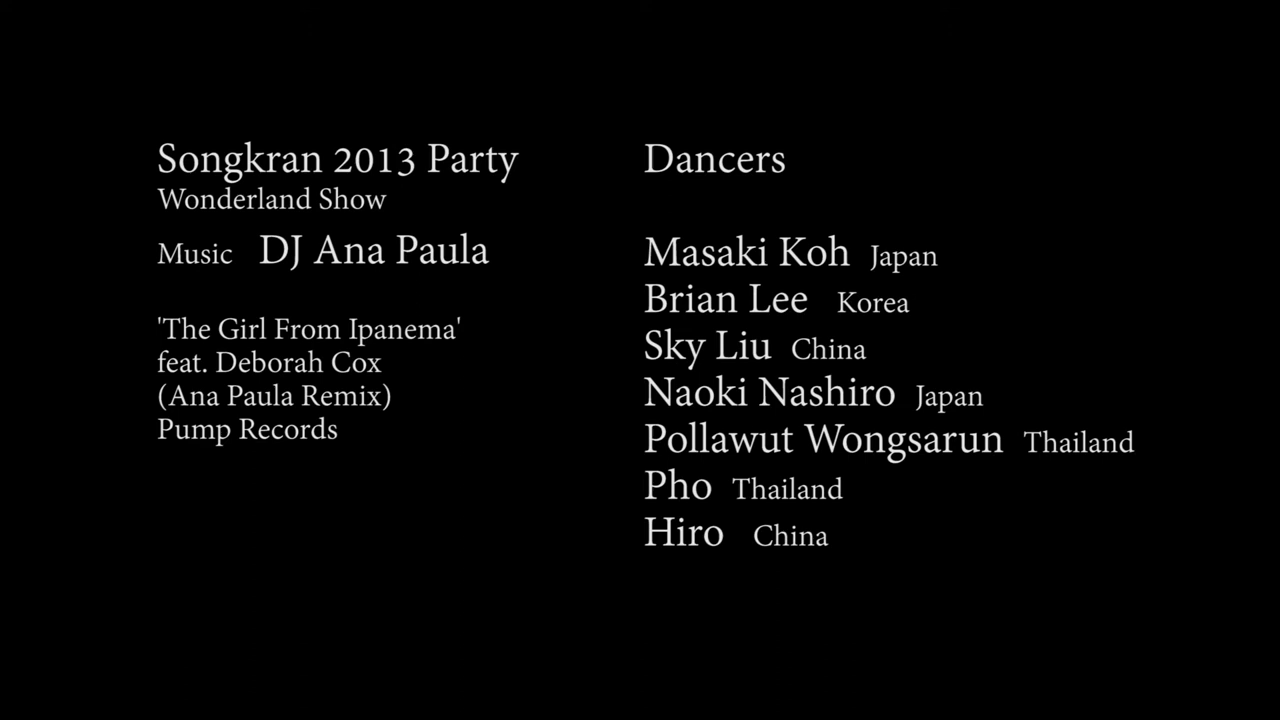 Songkran 2013 Party
Wonderland Show
Music DJ Ana Paula
'The Girl From Ipanema'
feat. Deborah Cox
(Ana Paula Remix)
Pump Records
Dancers
Masaki Koh Japan
Brian Lee Korea
Sky Liu China
Naoki Nashiro Japan
Pollawut Wongsarun Thailand
Pho Thailand
Hiro China